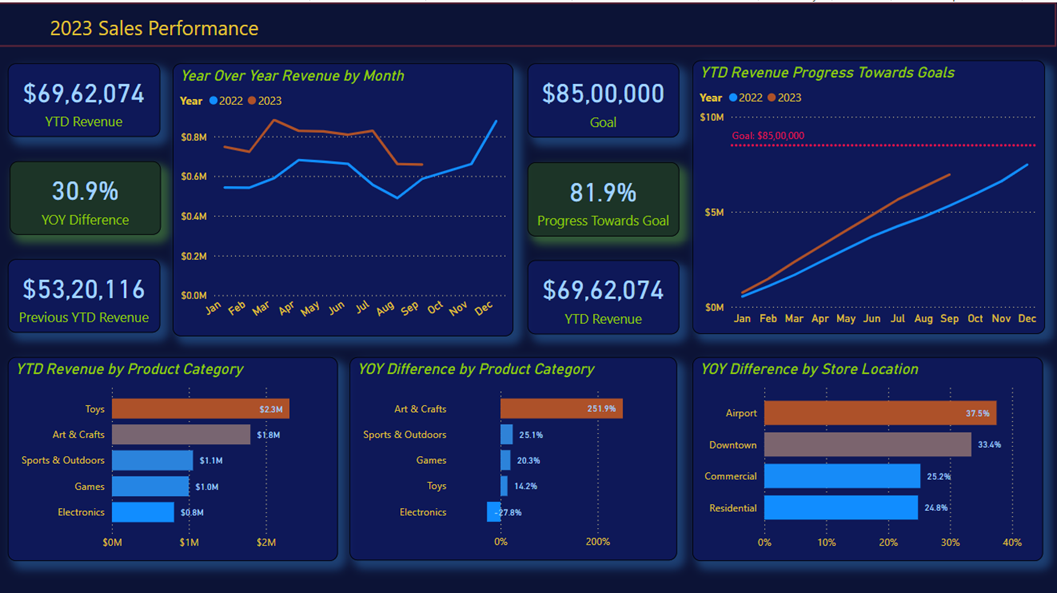 2023 Sales Performance
$69,62,074
YTD Revenue
30.9%
YOY Difference
$53,20,116
Previous YTD Revenue
Year Over Year Revenue by Month
Year 2022 2023
$0.8M
$0.6M
$0.4M
$0.2M
$0.0M
Jan Feb Mar Apr May Jun Jul Aug Sep Oct Nov Dec
$85,00,000
Goal
81.9%
Progress Towards Goal
$69,62,074
YTD Revenue
YTD Revenue Progress Towards Goals
Year 2022 2023
$10M
Goal: $85,00,000
$5M
$0M
Jan Feb Mar Apr May Jun Jul Aug Sep Oct Nov Dec
YTD Revenue by Product Category
Toys $2.3M
Art & Crafts $1.8M
Sports & Outdoors $1.1M
Games $1.0M
Electronics $0.8M
$0M $1M $2M
YOY Difference by Product Category
Art & Crafts 251.9%
Sports & Outdoors 25.1%
Games 20.3%
Toys 14.2%
Electronics -27.8%
0% 200%
YOY Difference by Store Location
Airport 37.5%
Downtown 33.4%
Commercial 25.2%
Residential 24.8%
0% 10% 20% 30% 40%